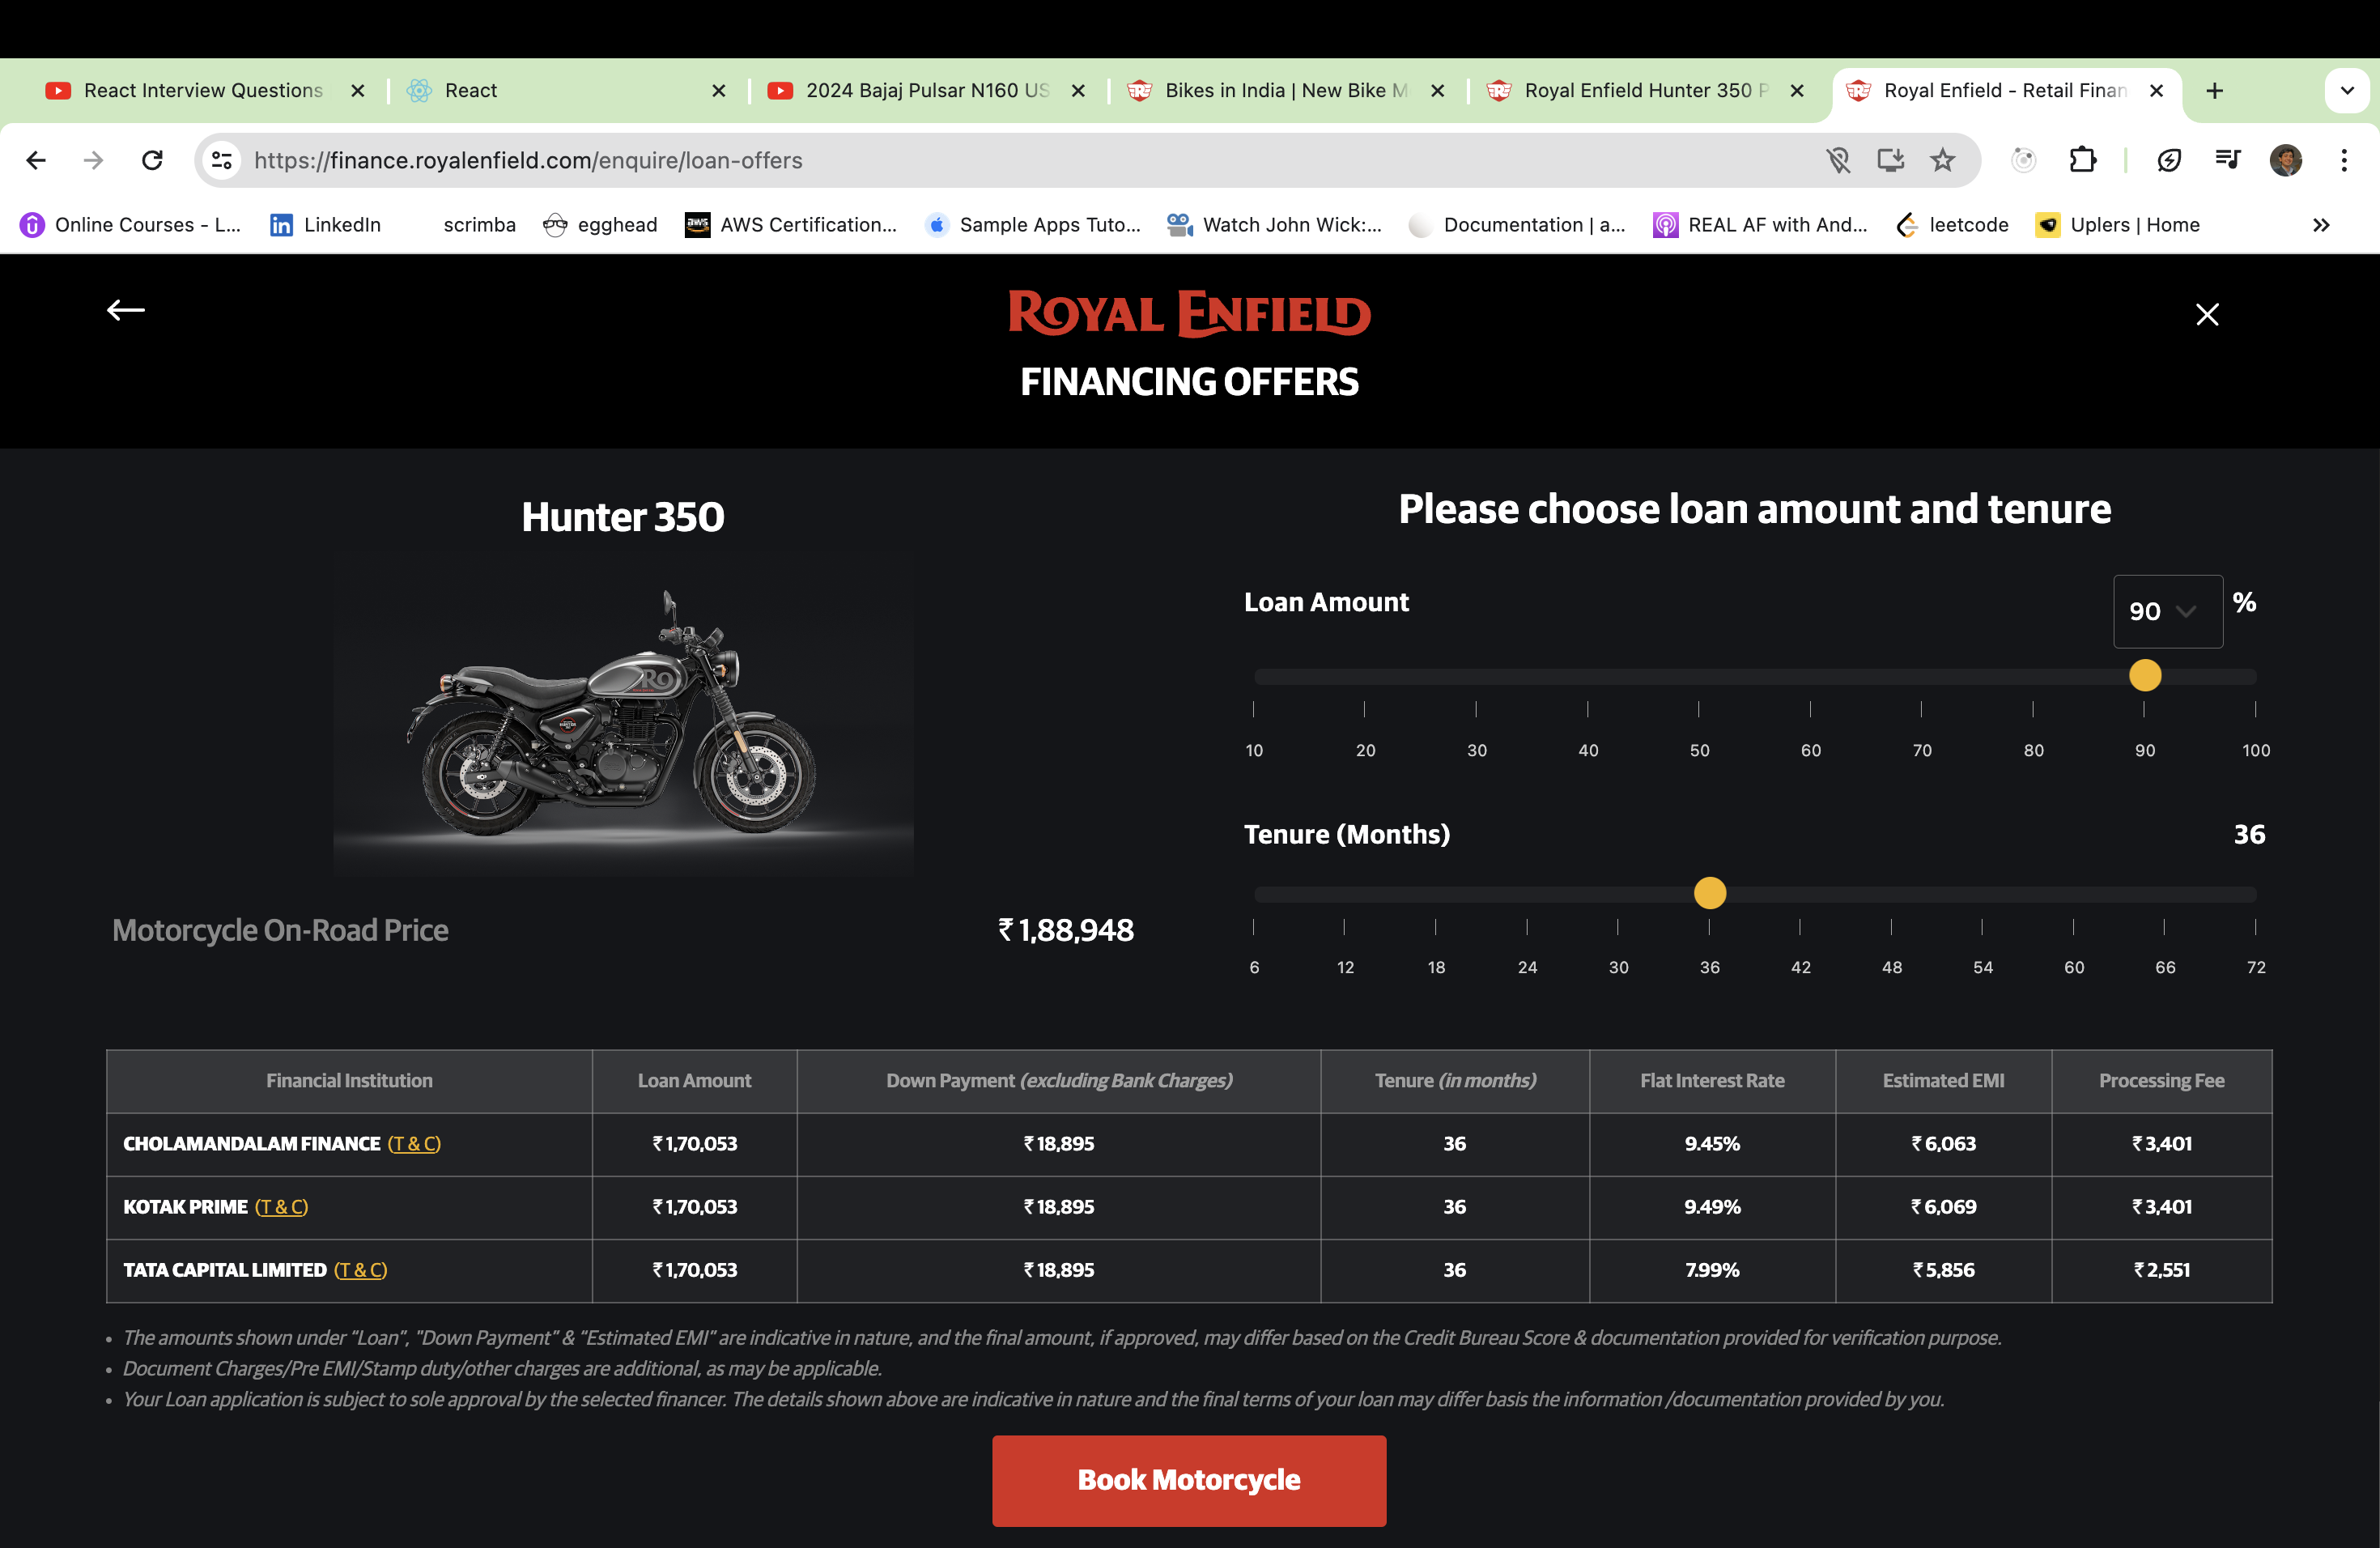 React Interview Questions
React
2024 Bajaj Pulsar N160 US
Bikes in India | New Bike M
Royal Enfield Hunter 350 P
Royal Enfield - Retail Finan
https://finance.royalenfield.com/enquire/loan-offers
Online Courses - L...
LinkedIn
scrimba
egghead
AWS Certification...
Sample Apps Tuto...
Watch John Wick:...
Documentation | a...
REAL AF with And...
leetcode
Uplers | Home
ROYAL ENFIELD
FINANCING OFFERS
Hunter 350
Please choose loan amount and tenure
Loan Amount
90 %
10 20 30 40 50 60 70 80 90 100
Tenure (Months) 36
6 12 18 24 30 36 42 48 54 60 66 72
Motorcycle On-Road Price ₹ 1,88,948
Financial Institution Loan Amount Down Payment (excluding Bank Charges) Tenure (in months) Flat Interest Rate Estimated EMI Processing Fee
CHOLAMANDALAM FINANCE (T & C) ₹ 1,70,053 ₹ 18,895 36 9.45% ₹ 6,063 ₹ 3,401
KOTAK PRIME (T & C) ₹ 1,70,053 ₹ 18,895 36 9.49% ₹ 6,069 ₹ 3,401
TATA CAPITAL LIMITED (T & C) ₹ 1,70,053 ₹ 18,895 36 7.99% ₹ 5,856 ₹ 2,551
• The amounts shown under “Loan”, "Down Payment” & “Estimated EMI” are indicative in nature, and the final amount, if approved, may differ based on the Credit Bureau Score & documentation provided for verification purpose.
• Document Charges/Pre EMI/Stamp duty/other charges are additional, as may be applicable.
• Your Loan application is subject to sole approval by the selected financer. The details shown above are indicative in nature and the final terms of your loan may differ basis the information /documentation provided by you.
Book Motorcycle